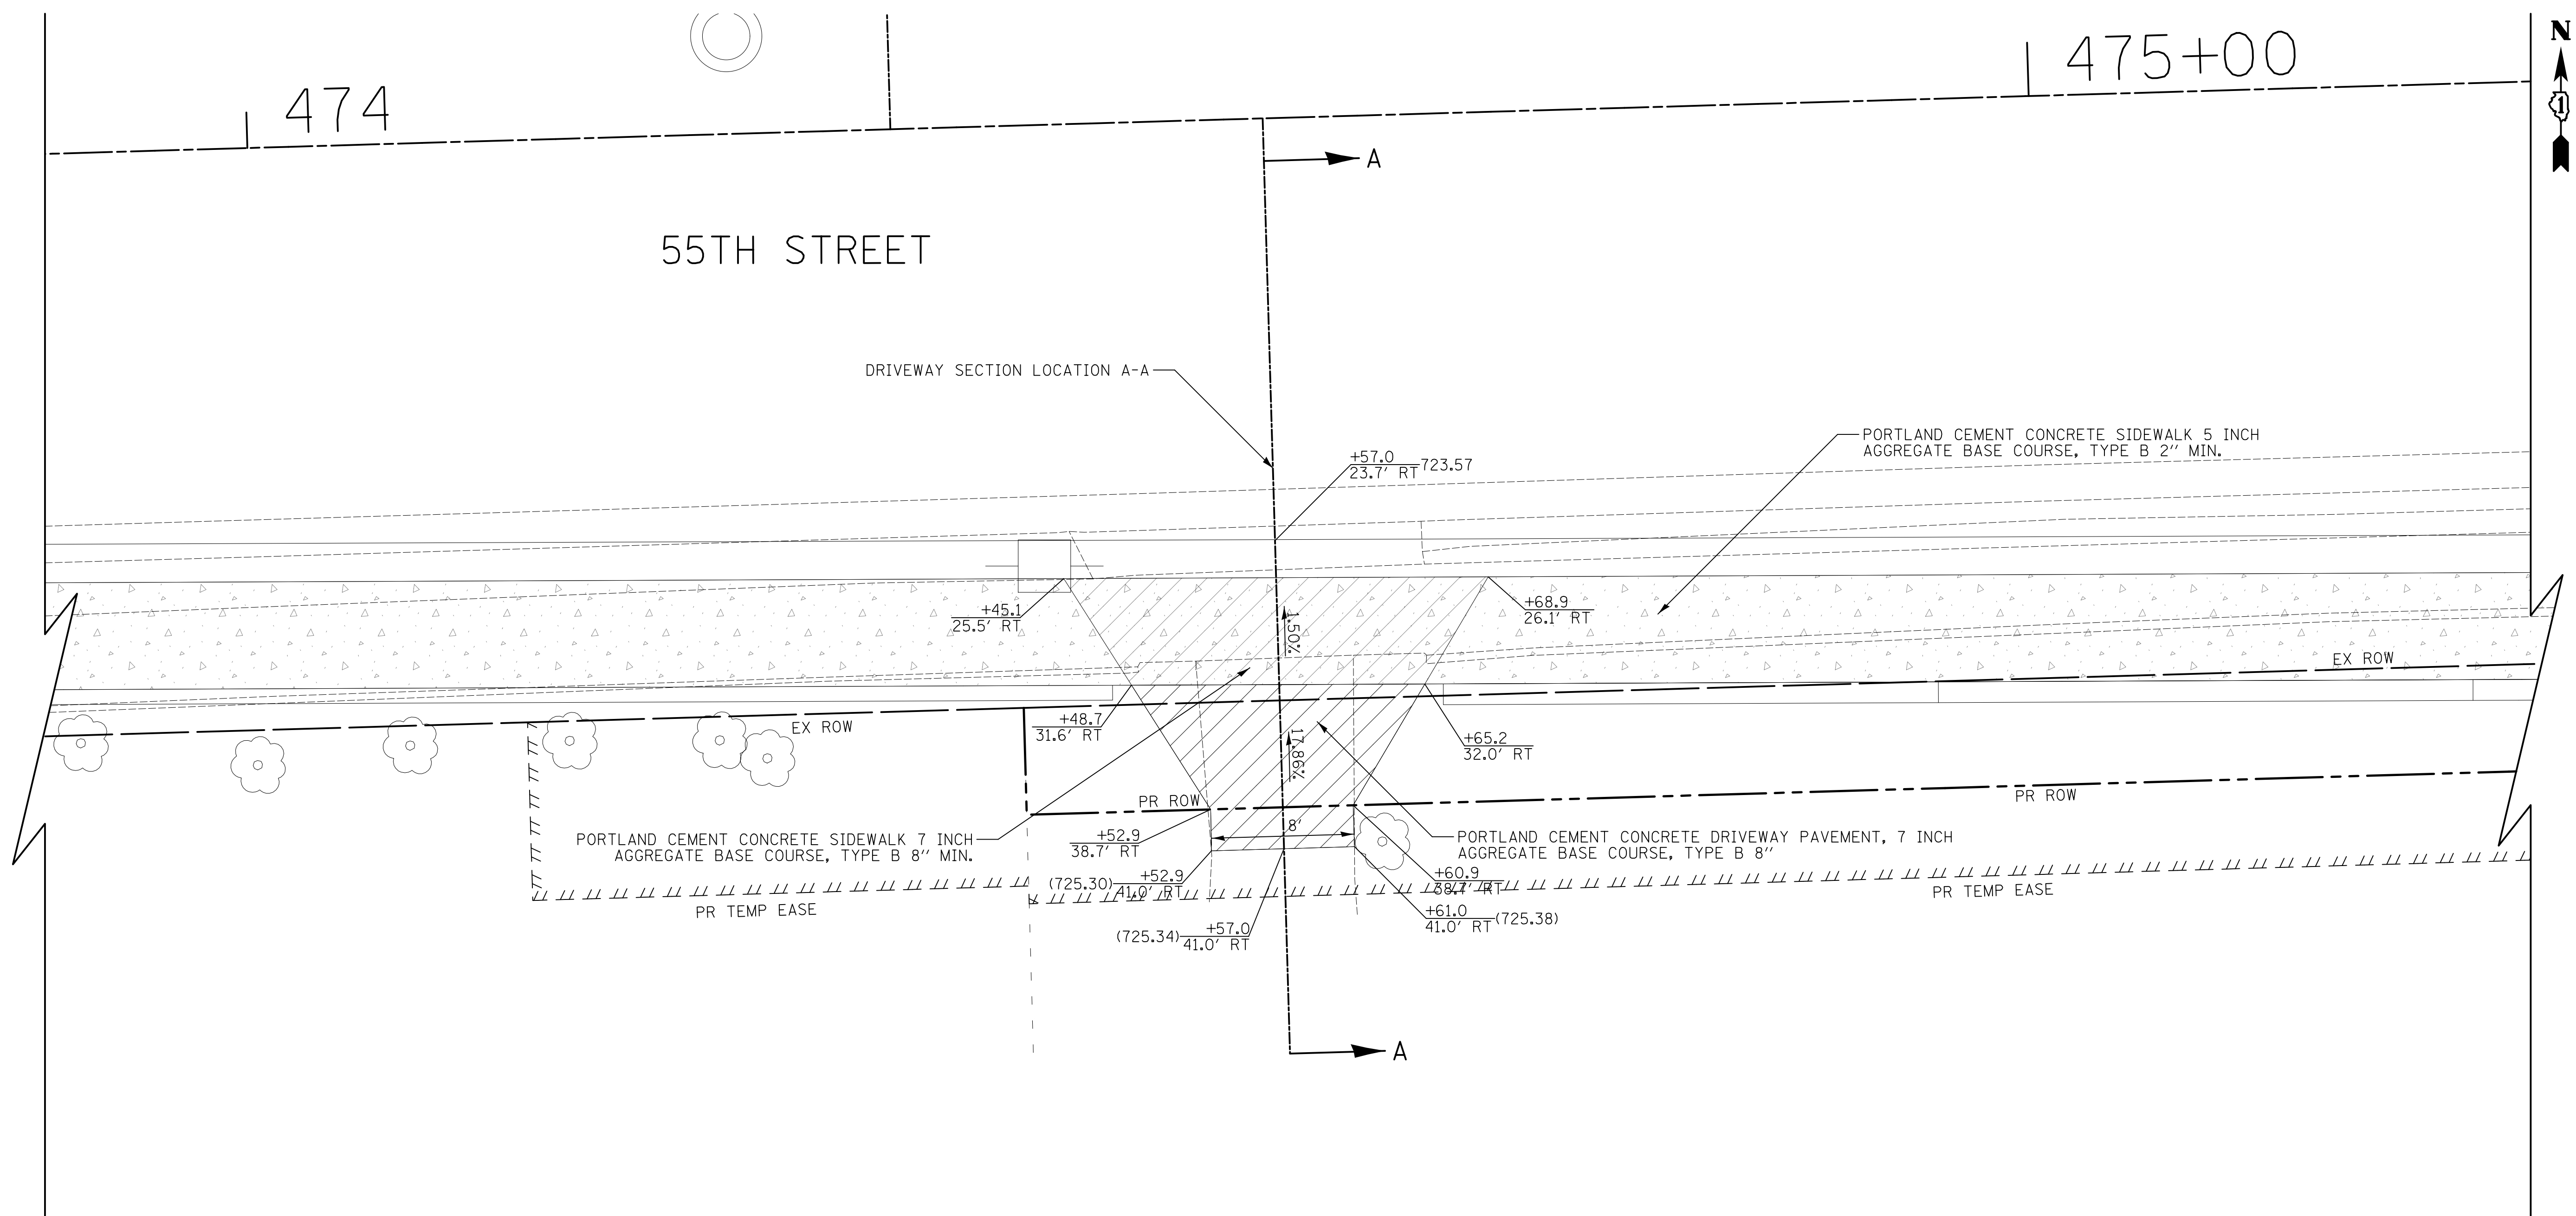 N
1
474
475+00
A
55TH STREET
DRIVEWAY SECTION LOCATION A-A
PORTLAND CEMENT CONCRETE SIDEWALK 5 INCH
AGGREGATE BASE COURSE, TYPE B 2" MIN.
+57.0
23.7' RT
723.57
+45.1
25.5' RT
+68.9
26.1' RT
1.50%
EX ROW
+48.7
31.6' RT
EX ROW
17.86%
+65.2
32.0' RT
PR ROW
PR ROW
PORTLAND CEMENT CONCRETE SIDEWALK 7 INCH
AGGREGATE BASE COURSE, TYPE B 8" MIN.
+52.9
38.7' RT
8'
PORTLAND CEMENT CONCRETE DRIVEWAY PAVEMENT, 7 INCH
AGGREGATE BASE COURSE, TYPE B 8"
(725.30)
+52.9
41.0' RT
+60.9
38.7' RT
PR TEMP EASE
PR TEMP EASE
+61.0
41.0' RT
(725.38)
(725.34)
+57.0
41.0' RT
A